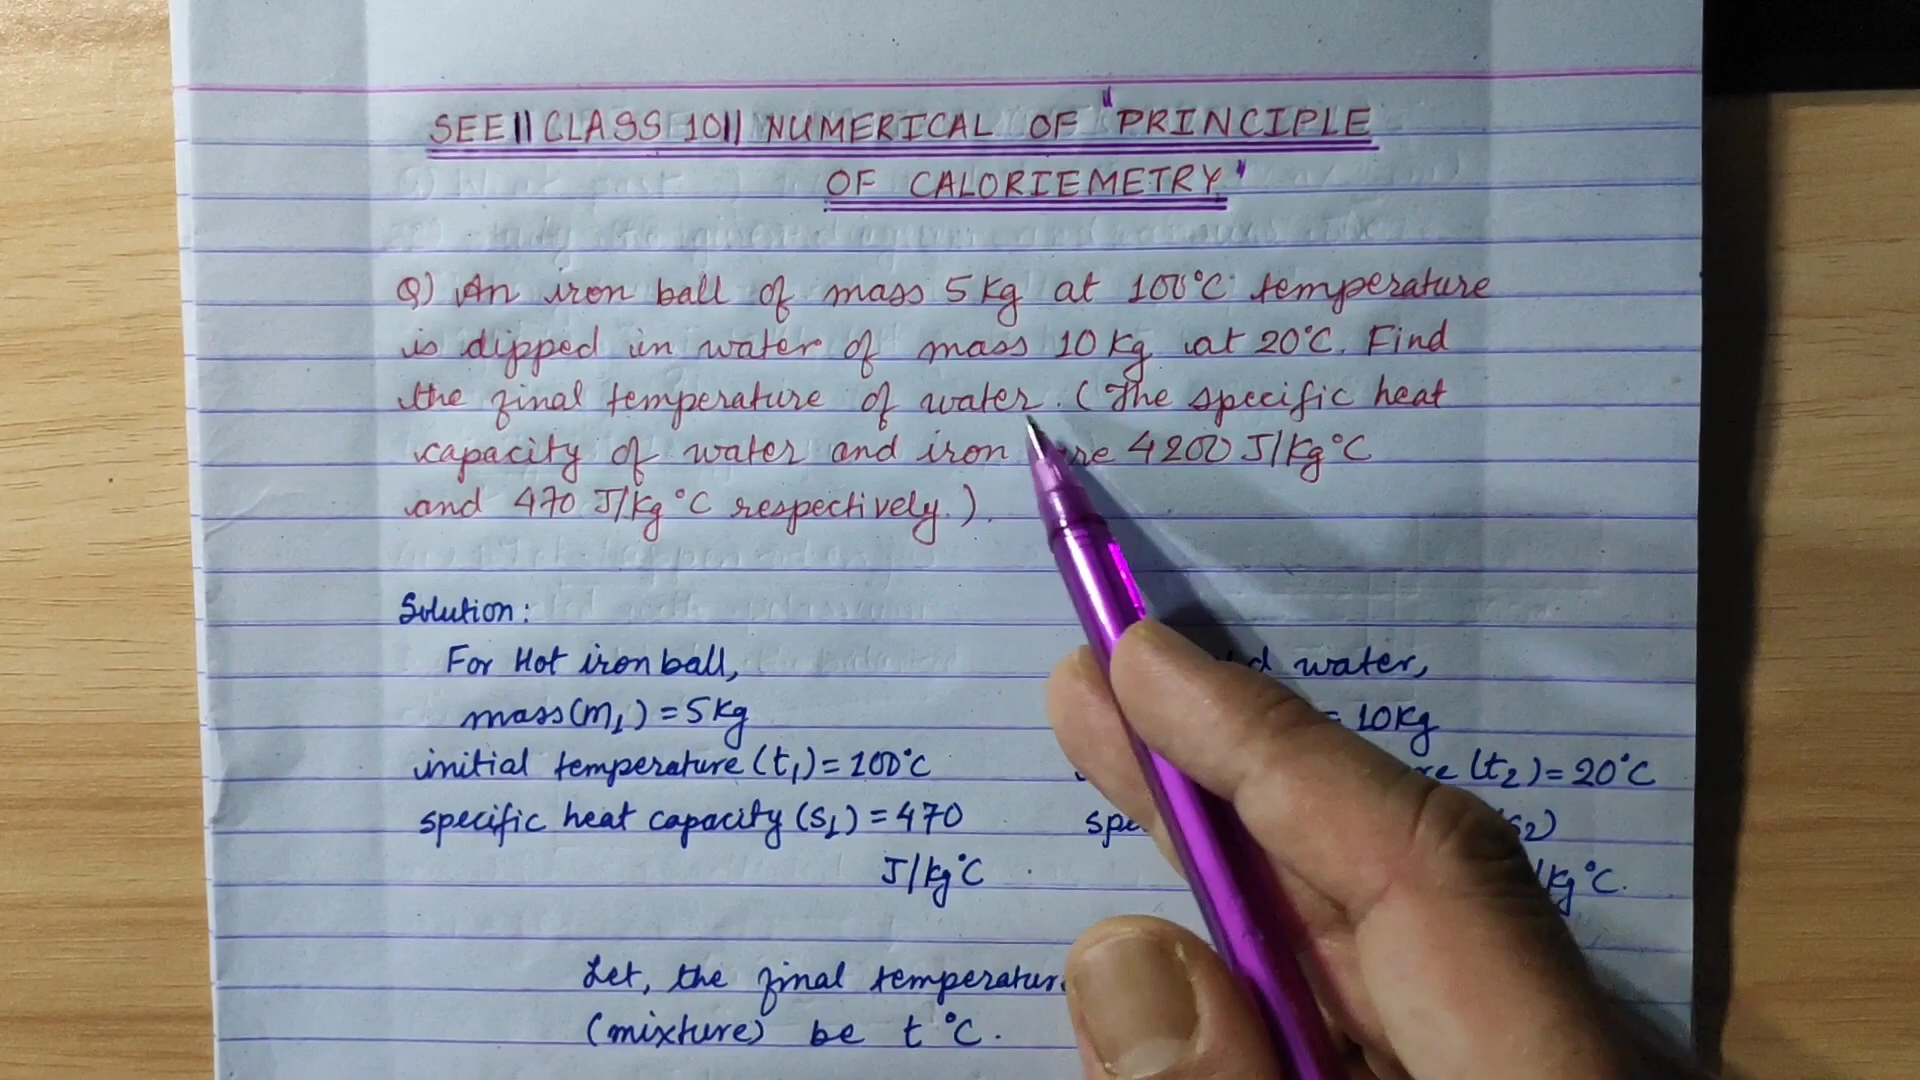 SEE||CLASS 10|| NUMERICAL OF "PRINCIPLE
OF CALORIEMETRY"
Q) An iron ball of mass 5 Kg at 100°C temperature
is dipped in water of mass 10 Kg at 20°C. Find
the final temperature of water. (The specific heat
capacity of water and iron are 4200 J/Kg°C
and 470 J/Kg°C respectively.)
Solution:
For Hot iron ball, water,
mass(m1) = 5Kg = 10Kg
initial temperature (t1) = 100°C (t2) = 20°C
specific heat capacity (s1) = 470 (s2)
J/Kg°C /Kg°C.
Let, the final temperature
(mixture) be t °C.